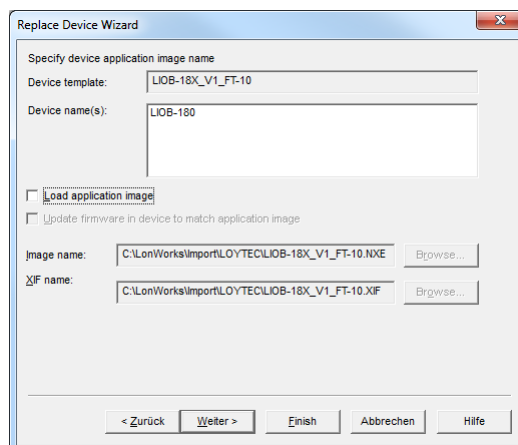 Replace Device Wizard
Specify device application image name
Device template: LIOB-18X_V1_FT-10
Device name(s): LIOB-180
Load application image
Update firmware in device to match application image
Image name: C:\LonWorks\Import\LOYTEC\LIOB-18X_V1_FT-10.NXE Browse...
XIF name: C:\LonWorks\Import\LOYTEC\LIOB-18X_V1_FT-10.XIF Browse...
< Zurück Weiter > Finish Abbrechen Hilfe